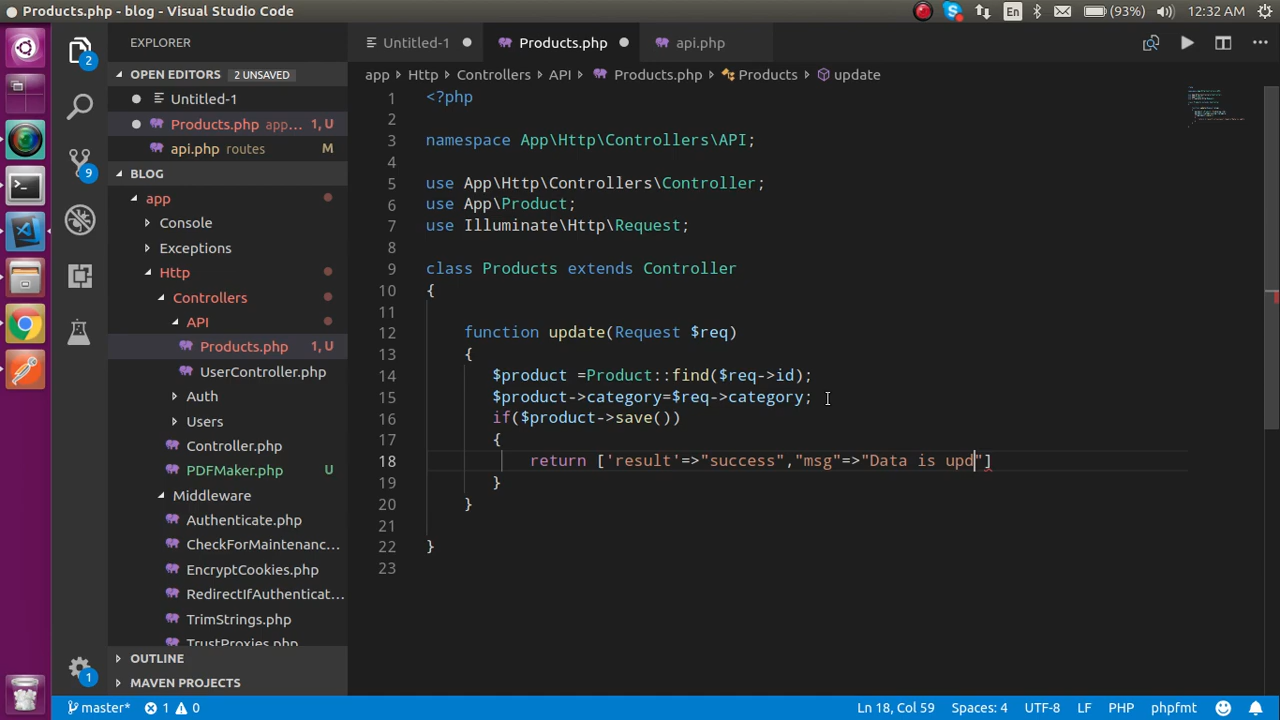 Products.php - blog - Visual Studio Code
En
(93%)
12:32 AM
EXPLORER
OPEN EDITORS 2 UNSAVED
Untitled-1
Products.php app... 1, U
api.php routes M
BLOG
app
Console
Exceptions
Http
Controllers
API
Products.php 1, U
UserController.php U
Auth
Users
Controller.php
PDFMaker.php U
Middleware
Authenticate.php
CheckForMaintenanc...
EncryptCookies.php
RedirectIfAuthenticat...
TrimStrings.php
TrustProxies.php
OUTLINE
MAVEN PROJECTS
2
9
1
Untitled-1
Products.php
api.php
app Http Controllers API Products.php Products update
1 <?php
2
3 namespace App\Http\Controllers\API;
4
5 use App\Http\Controllers\Controller;
6 use App\Product;
7 use Illuminate\Http\Request;
8
9 class Products extends Controller
10 {
11
12 function update(Request $req)
13 {
14 $product =Product::find($req->id);
15 $product->category=$req->category;
16 if($product->save())
17 {
18 return ['result'=>"success","msg"=>"Data is upd"]
19 }
20 }
21
22 }
23
master* 1 0
Ln 18, Col 59 Spaces: 4 UTF-8 LF PHP phpfmt 1